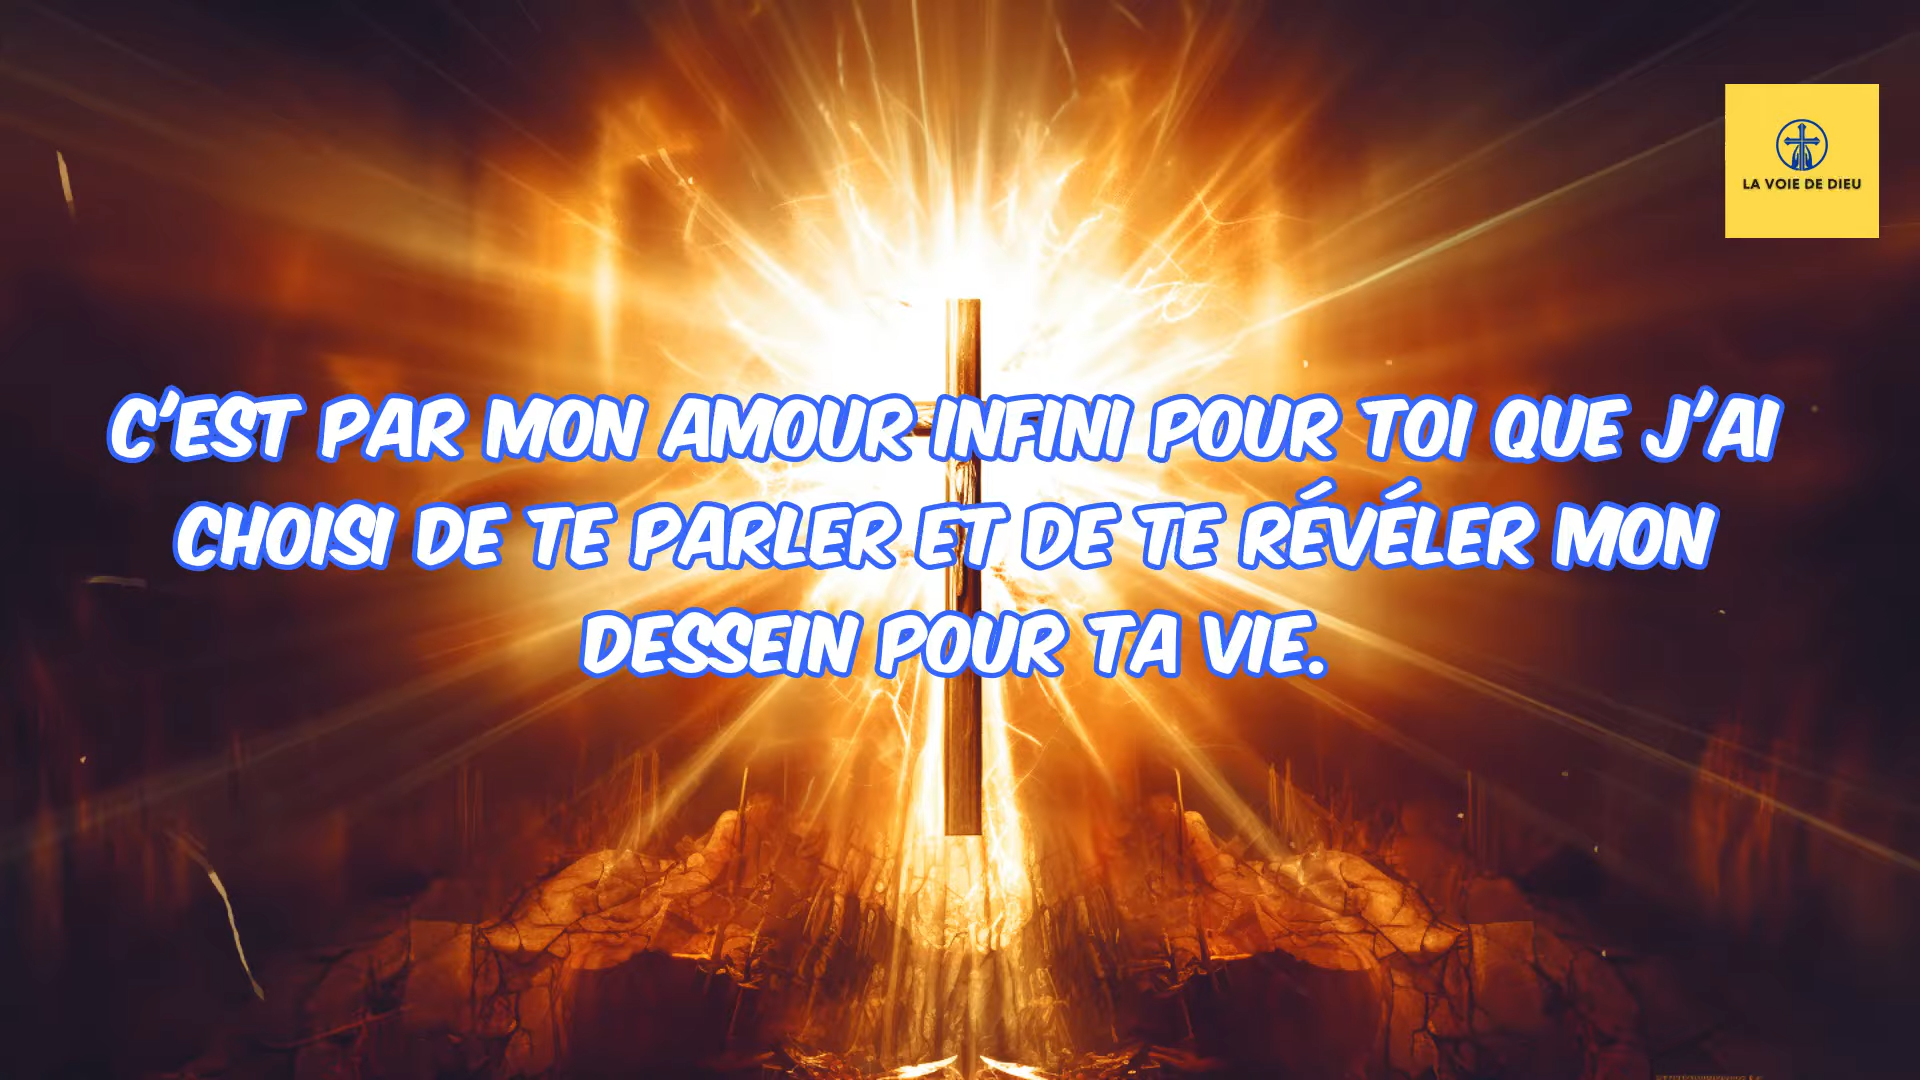 LA VOIE DE DIEU
C'EST PAR MON AMOUR INFINI POUR TOI QUE J'AI
CHOISI DE TE PARLER ET DE TE RÉVÉLER MON
DESSEIN POUR TA VIE.